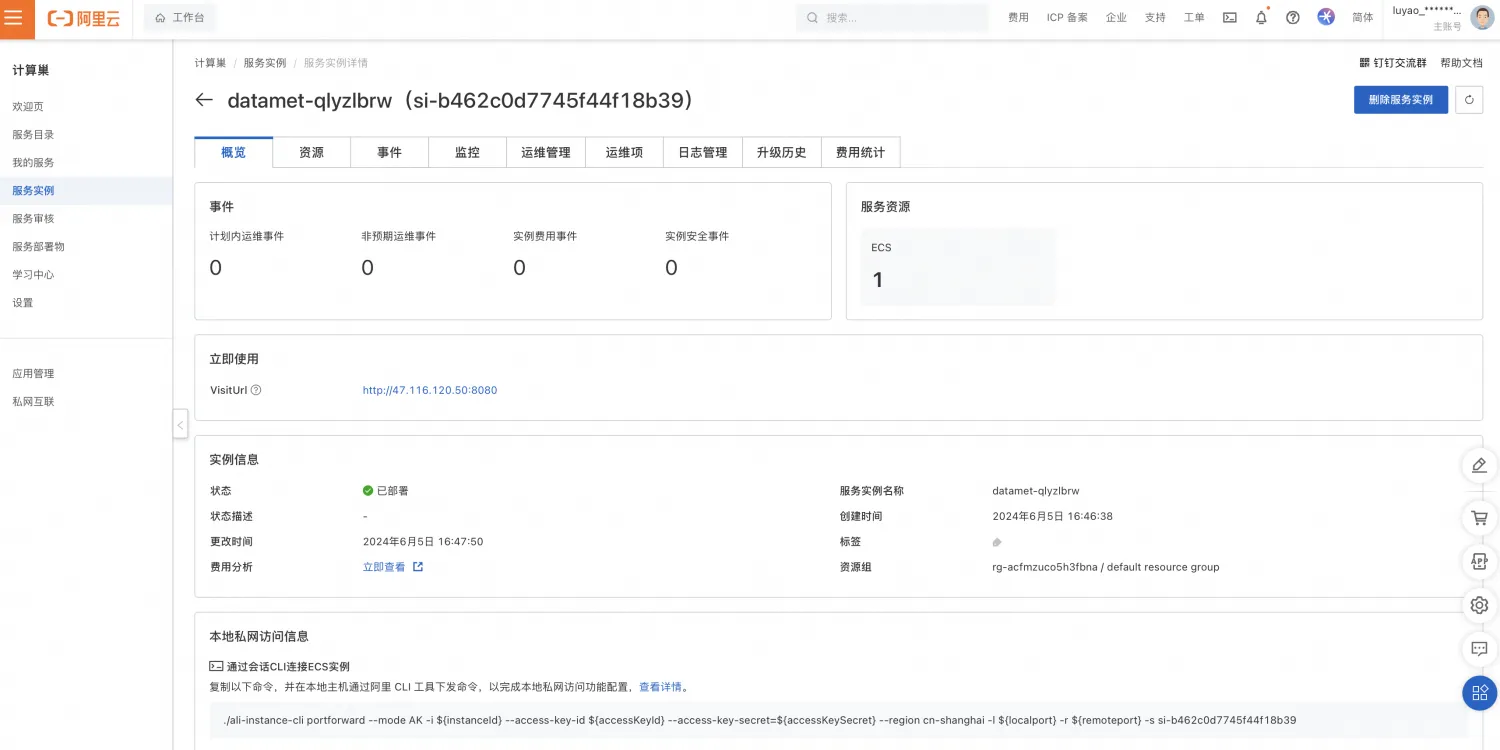 阿里云
工作台
搜索...
费用
ICP 备案
企业
支持
工单
简体
luyao_******...
主账号
计算巢
欢迎页
服务目录
我的服务
服务实例
服务审核
服务部署物
学习中心
设置
应用管理
私网互联
计算巢 / 服务实例 / 服务实例详情
钉钉交流群 帮助文档
datamet-qlyzlbrw（si-b462c0d7745f44f18b39）
删除服务实例
概览 资源 事件 监控 运维管理 运维项 日志管理 升级历史 费用统计
事件
计划内运维事件 非预期运维事件 实例费用事件 实例安全事件
0 0 0 0
服务资源
ECS
1
立即使用
VisitUrl http://47.116.120.50:8080
实例信息
状态 已部署 服务实例名称 datamet-qlyzlbrw
状态描述 - 创建时间 2024年6月5日 16:46:38
更改时间 2024年6月5日 16:47:50 标签
费用分析 立即查看 资源组 rg-acfmzuco5h3fbna / default resource group
本地私网访问信息
通过会话CLI连接ECS实例
复制以下命令，并在本地主机通过阿里 CLI 工具下发命令，以完成本地私网访问功能配置，查看详情。
./ali-instance-cli portforward --mode AK -i ${instanceId} --access-key-id ${accessKeyId} --access-key-secret=${accessKeySecret} --region cn-shanghai -l ${localport} -r ${remoteport} -s si-b462c0d7745f44f18b39
APP